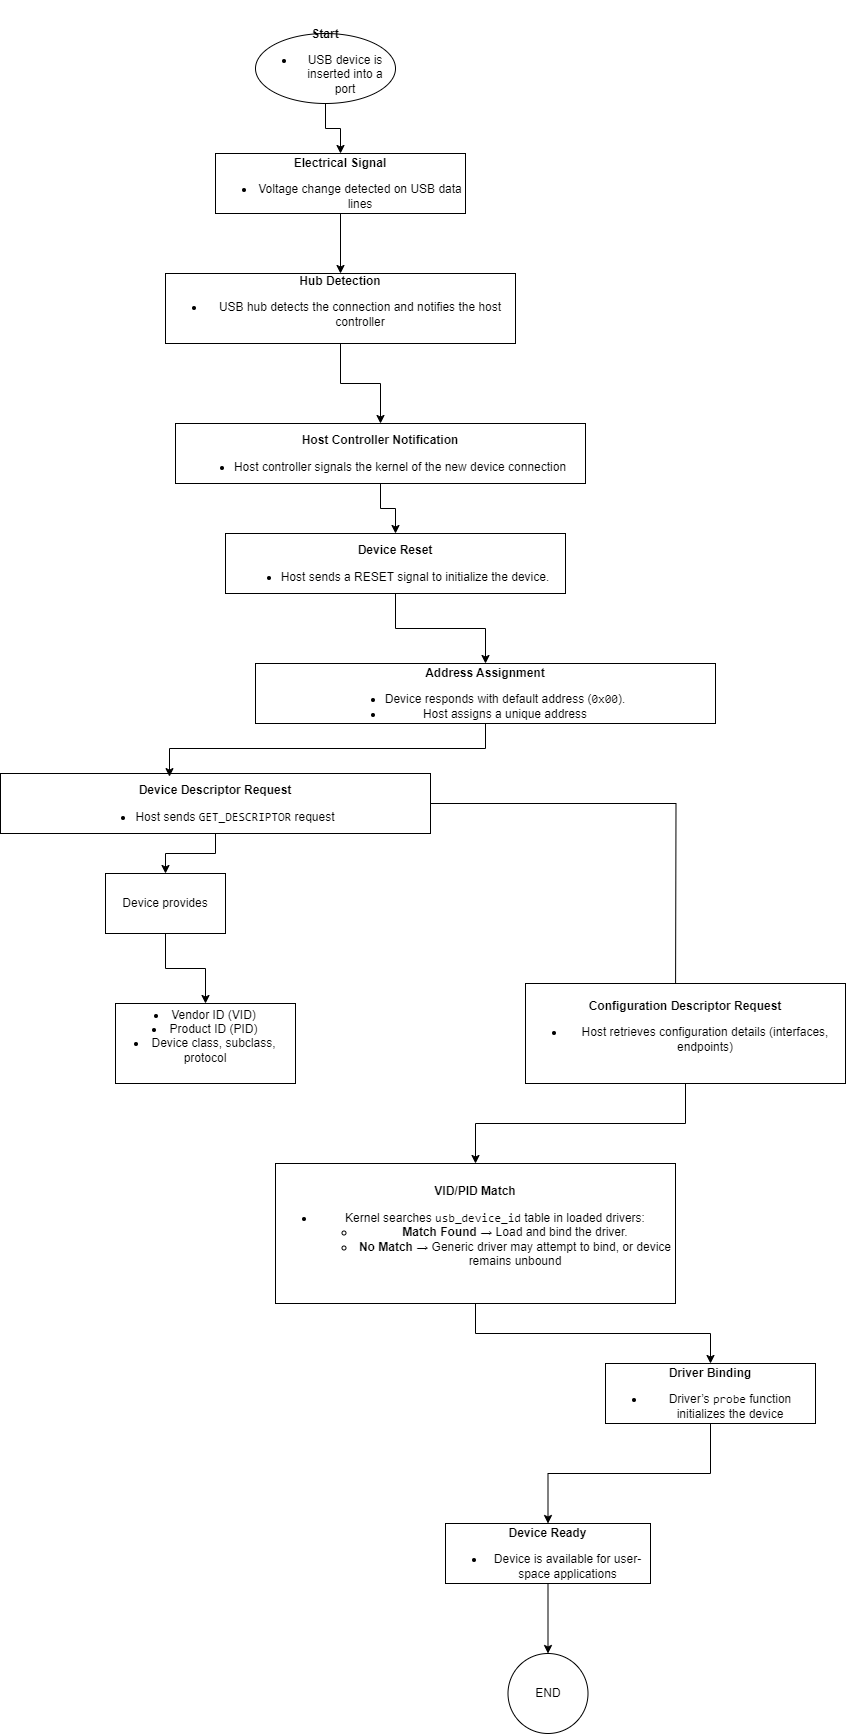 Start
• USB device is
inserted into a
port
Electrical Signal
• Voltage change detected on USB data
lines
Hub Detection
• USB hub detects the connection and notifies the host
controller
Host Controller Notification
• Host controller signals the kernel of the new device connection
Device Reset
• Host sends a RESET signal to initialize the device.
Address Assignment
• Device responds with default address (0x00).
• Host assigns a unique address
Device Descriptor Request
• Host sends GET_DESCRIPTOR request
Device provides
• Vendor ID (VID)
• Product ID (PID)
• Device class, subclass,
protocol
Configuration Descriptor Request
• Host retrieves configuration details (interfaces,
endpoints)
VID/PID Match
• Kernel searches usb_device_id table in loaded drivers:
◦ Match Found → Load and bind the driver.
◦ No Match → Generic driver may attempt to bind, or device
remains unbound
Driver Binding
• Driver’s probe function
initializes the device
Device Ready
• Device is available for user-
space applications
END